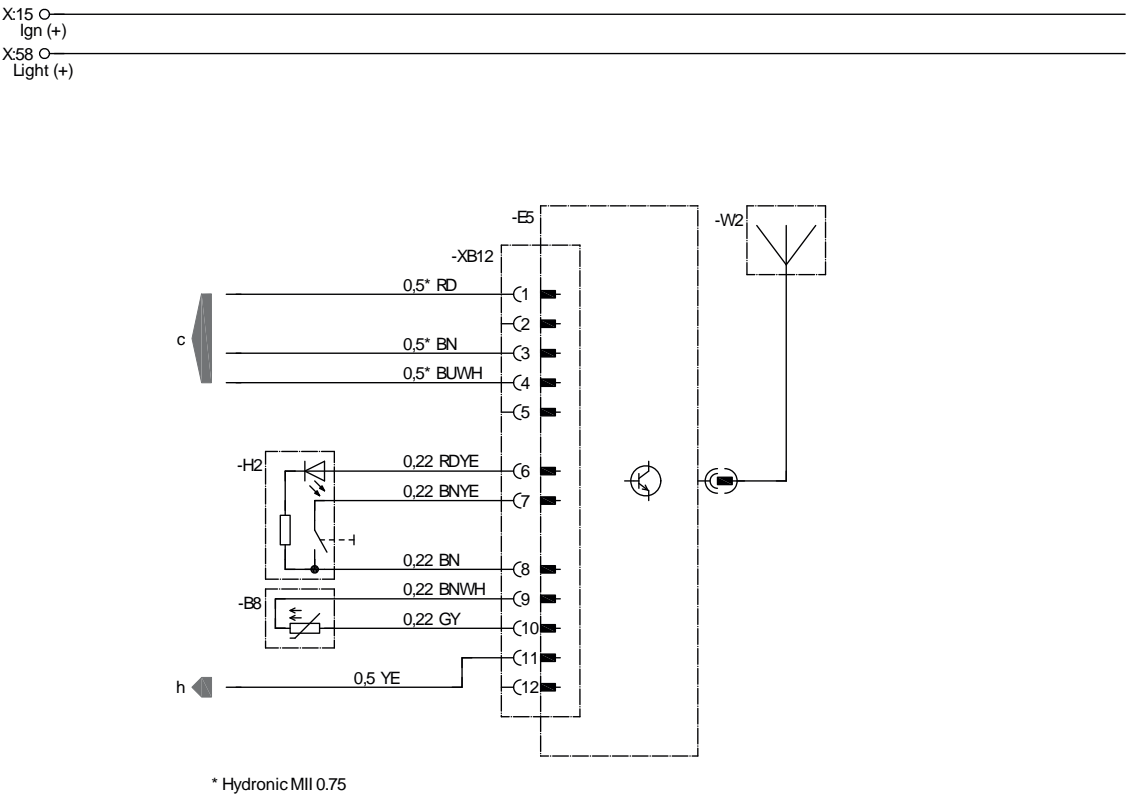 X:15
Ign (+)
X:58
Light (+)
-E5
-W2
-XB12
0,5* RD
1
2
c
0,5* BN
3
0,5* BUWH
4
5
-H2
0,22 RDYE
6
0,22 BNYE
7
0,22 BN
8
-B8
0,22 BNWH
9
0,22 GY
10
11
h
0,5 YE
12
* Hydronic MII 0.75